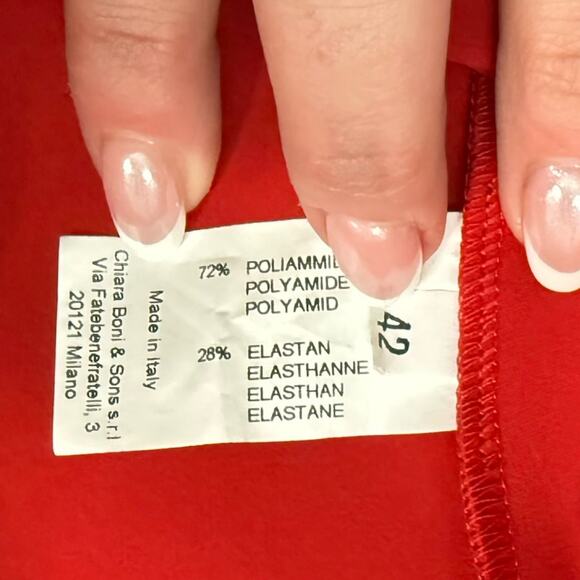 72% POLIAMMI
POLYAMIDE
POLYAMID
28% ELASTAN
ELASTHANNE
ELASTHAN
ELASTANE
42
Made in Italy
Chiara Boni & Sons s.r.l
Via Fatebenefratelli, 3
20121 Milano